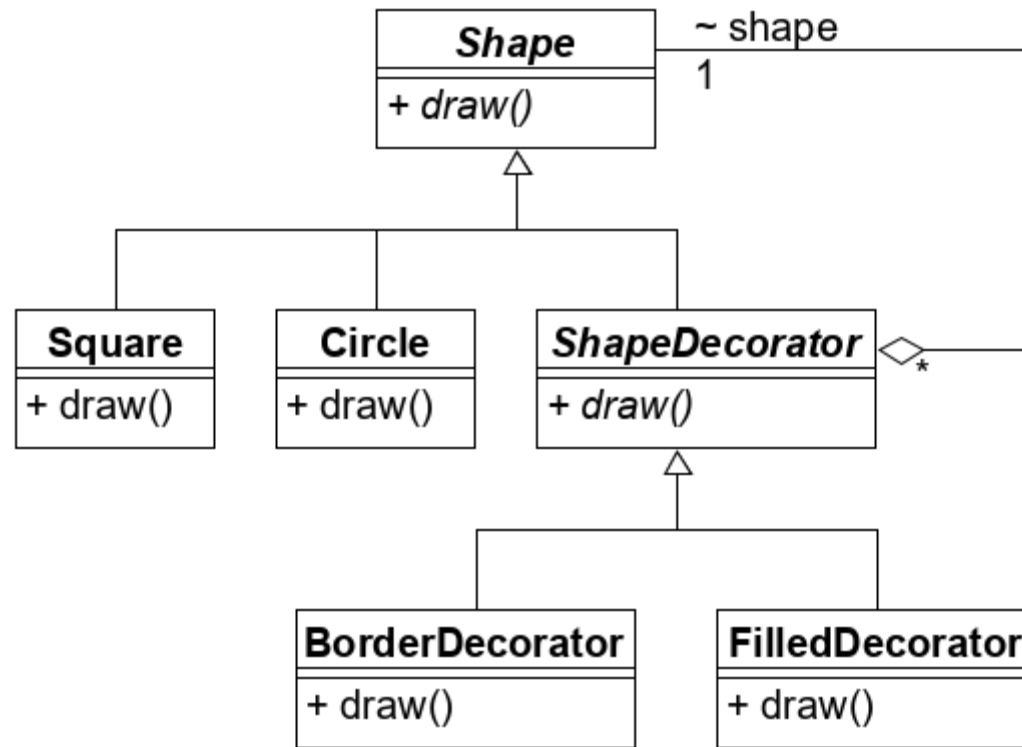 Shape
~ shape
1
+ draw()
Square
Circle
ShapeDecorator
*
+ draw()
+ draw()
+ draw()
BorderDecorator
FilledDecorator
+ draw()
+ draw()